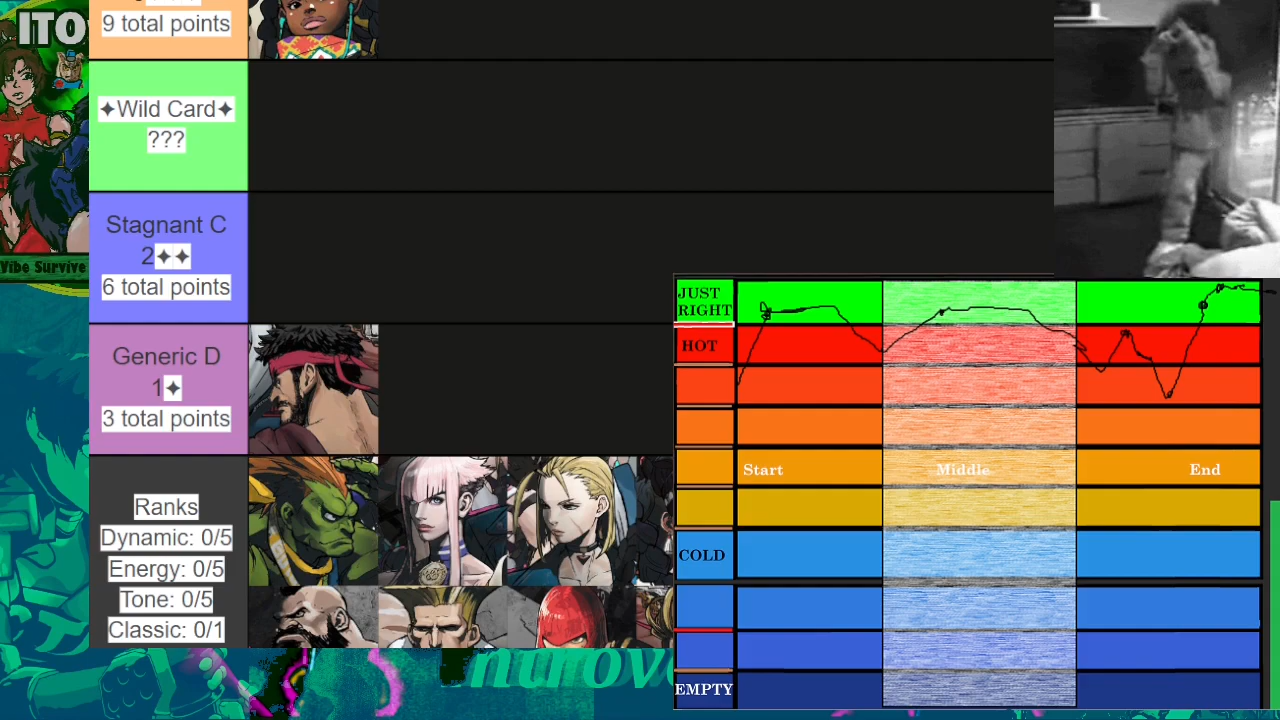 ITO
9 total points
✦Wild Card✦
???
Stagnant C
2✦✦
6 total points
Vibe Survive
Generic D
1✦
3 total points
Ranks
Dynamic: 0/5
Energy: 0/5
Tone: 0/5
Classic: 0/1
JUST
RIGHT
HOT
Start
Middle
End
COLD
EMPTY